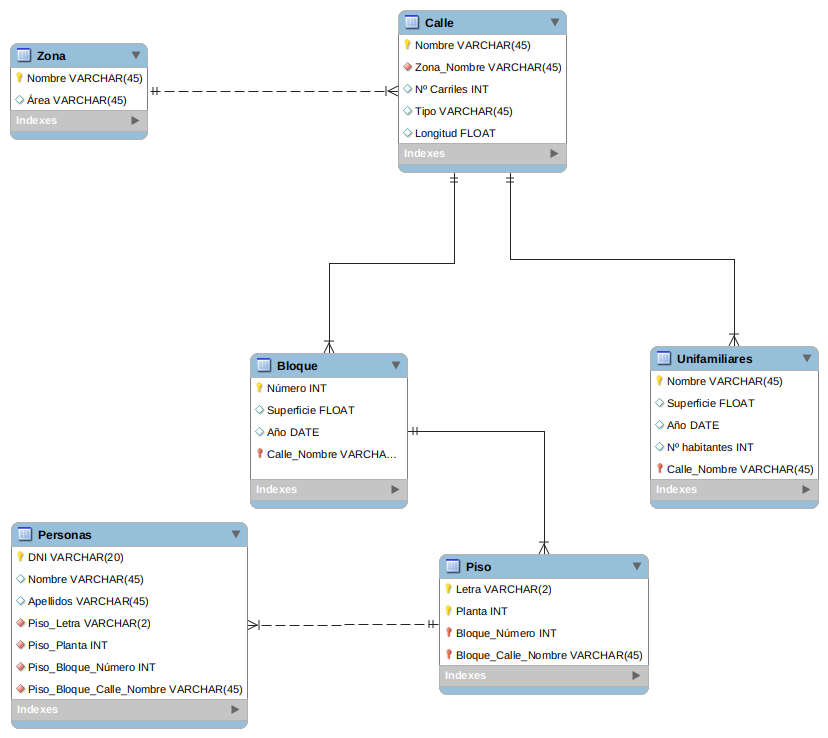 Zona
Nombre VARCHAR(45)
Área VARCHAR(45)
Indexes
Calle
Nombre VARCHAR(45)
Zona_Nombre VARCHAR(45)
Nº Carriles INT
Tipo VARCHAR(45)
Longitud FLOAT
Indexes
Bloque
Número INT
Superficie FLOAT
Año DATE
Calle_Nombre VARCHA...
Indexes
Unifamiliares
Nombre VARCHAR(45)
Superficie FLOAT
Año DATE
Nº habitantes INT
Calle_Nombre VARCHAR(45)
Indexes
Personas
DNI VARCHAR(20)
Nombre VARCHAR(45)
Apellidos VARCHAR(45)
Piso_Letra VARCHAR(2)
Piso_Planta INT
Piso_Bloque_Número INT
Piso_Bloque_Calle_Nombre VARCHAR(45)
Indexes
Piso
Letra VARCHAR(2)
Planta INT
Bloque_Número INT
Bloque_Calle_Nombre VARCHAR(45)
Indexes